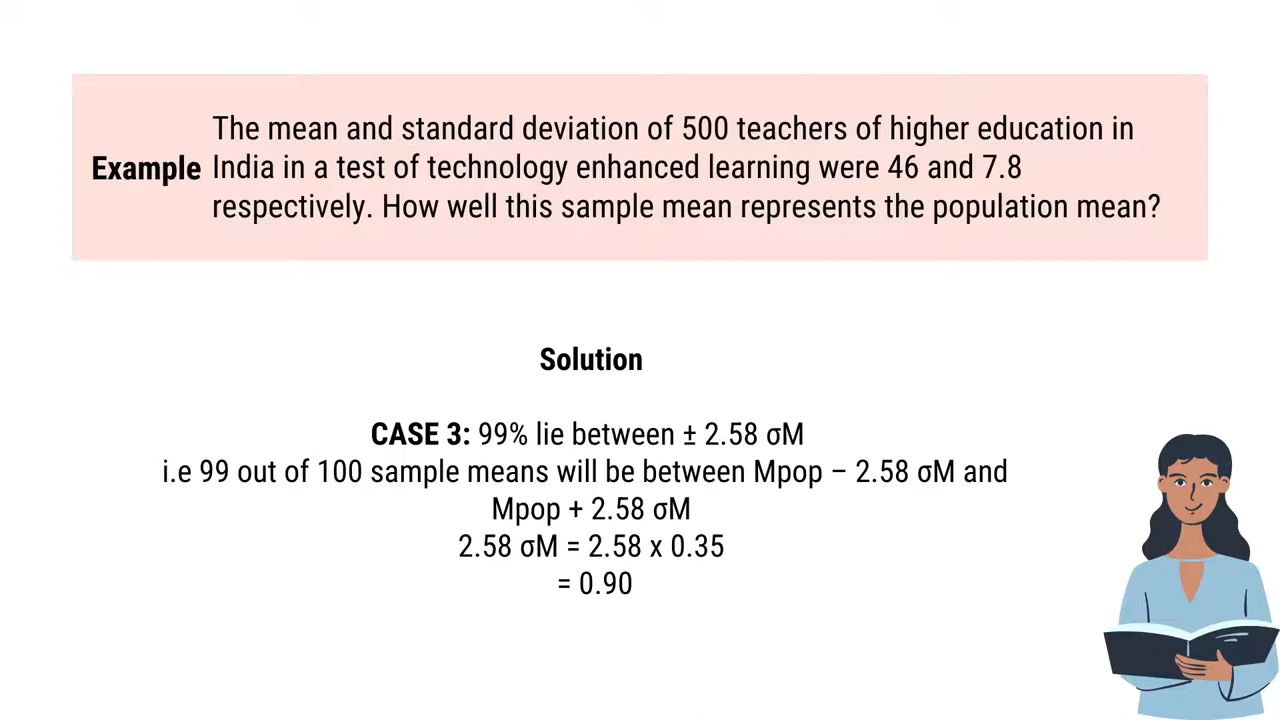 The mean and standard deviation of 500 teachers of higher education in
Example India in a test of technology enhanced learning were 46 and 7.8
respectively. How well this sample mean represents the population mean?
Solution
CASE 3: 99% lie between ± 2.58 σM
i.e 99 out of 100 sample means will be between Mpop – 2.58 σM and
Mpop + 2.58 σM
2.58 σM = 2.58 x 0.35
= 0.90